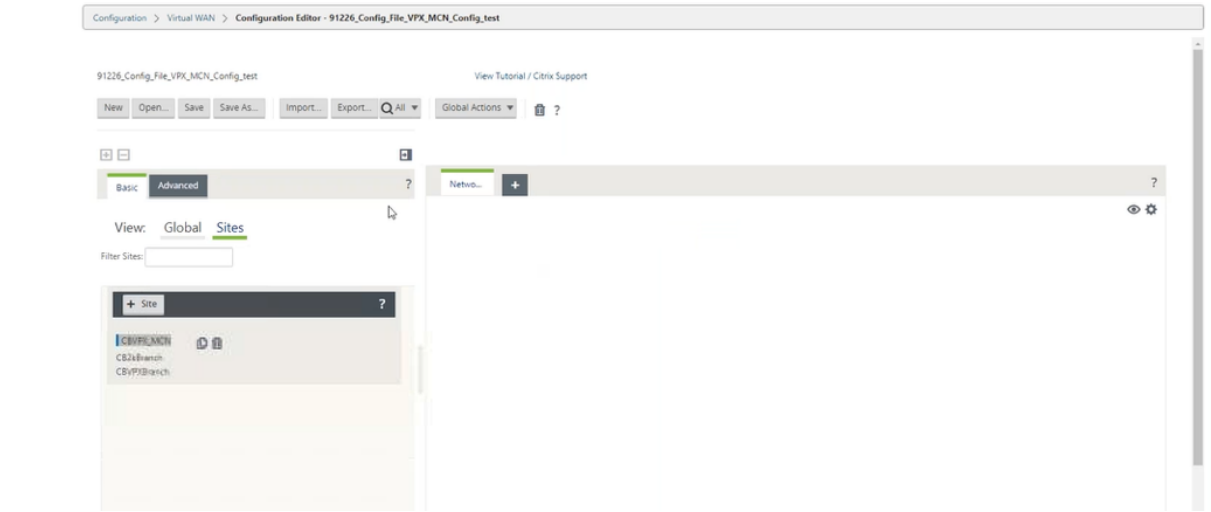 Configuration > Virtual WAN > Configuration Editor - 91226_Config_File_VPX_MCN_Config_test
91226_Config_File_VPX_MCN_Config_test View Tutorial / Citrix Support
New Open... Save Save As... Import... Export... All Global Actions ?
Basic Advanced ? Netwo... + ?
View: Global Sites
Filter Sites:
+ Site ?
CBVPX_MCN
CB2kBranch
CBVPXBranch